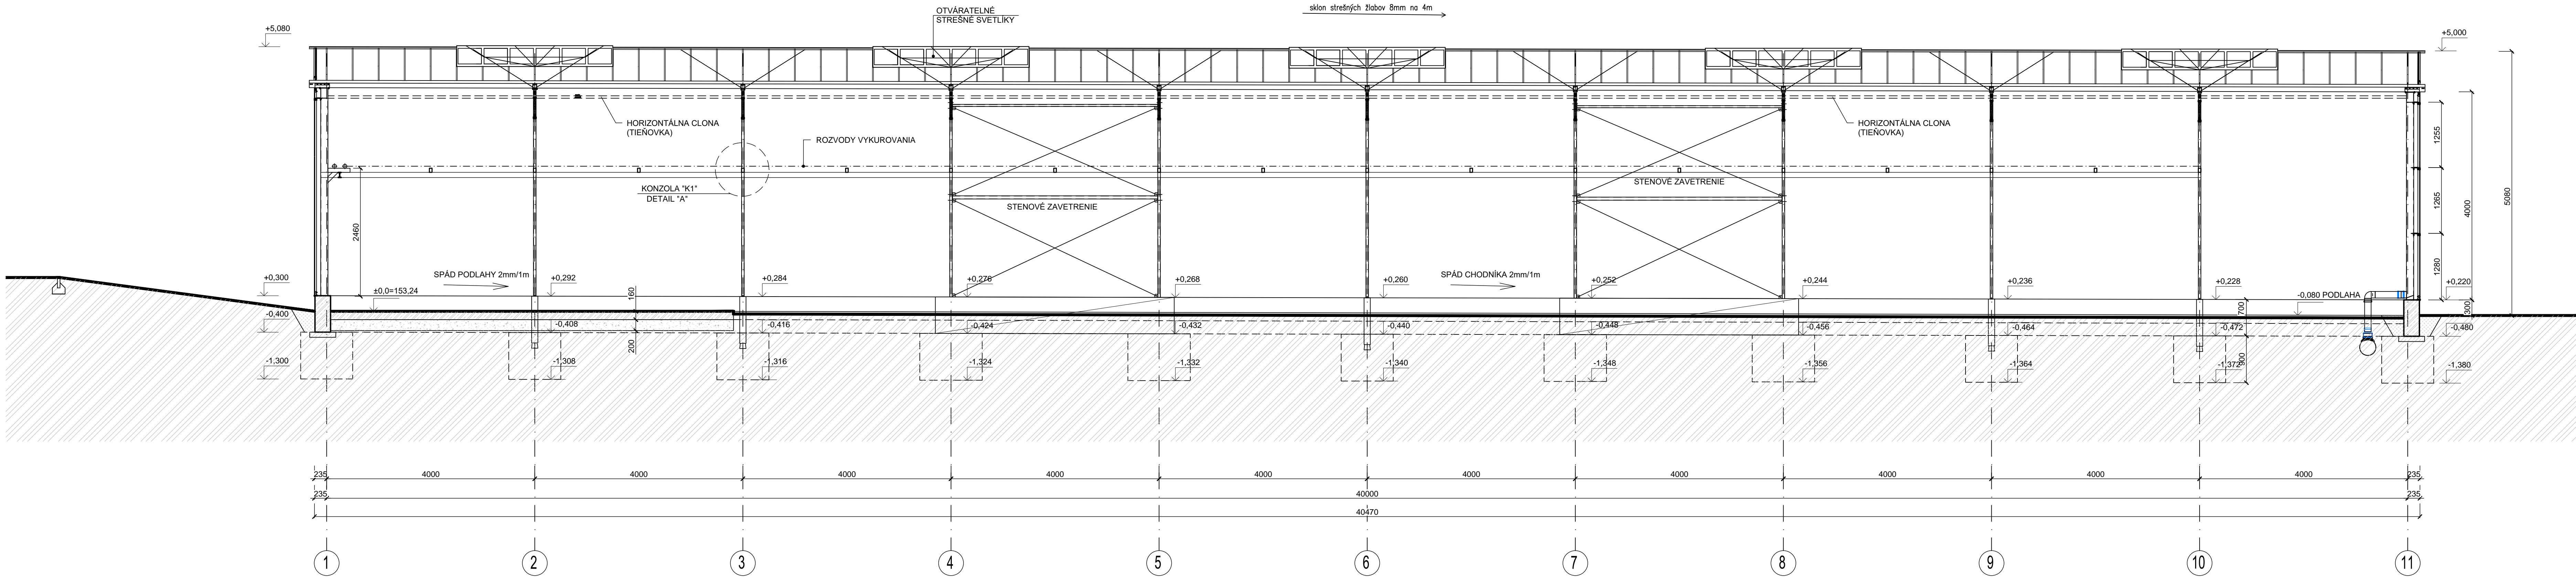 OTVÁRATELNÉ
STREŠNÉ SVETLÍKY
sklon strešných žlabov 8mm na 4m
+5,080
+5,000
HORIZONTÁLNA CLONA
(TIEŇOVKA)
ROZVODY VYKUROVANIA
HORIZONTÁLNA CLONA
(TIEŇOVKA)
KONZOLA "K1"
DETAIL "A"
STENOVÉ ZAVETRENIE
STENOVÉ ZAVETRENIE
2460
1255
1265
1280
4000
5080
SPÁD PODLAHY 2mm/1m
SPÁD CHODNÍKA 2mm/1m
+0,300
±0,0=153,24
+0,292
160
+0,284
+0,276
+0,268
+0,260
+0,252
+0,244
+0,236
+0,228
-0,080 PODLAHA
+0,220
700
300
-0,400
-0,408
200
-0,416
-0,424
-0,432
-0,440
-0,448
-0,456
-0,464
-0,472
-0,480
-1,300
-1,308
-1,316
-1,324
-1,332
-1,340
-1,348
-1,356
-1,364
-1,372
900
-1,380
235 4000 4000 4000 4000 4000 4000 4000 4000 4000 4000 235
235 40000 235
40470
1 2 3 4 5 6 7 8 9 10 11